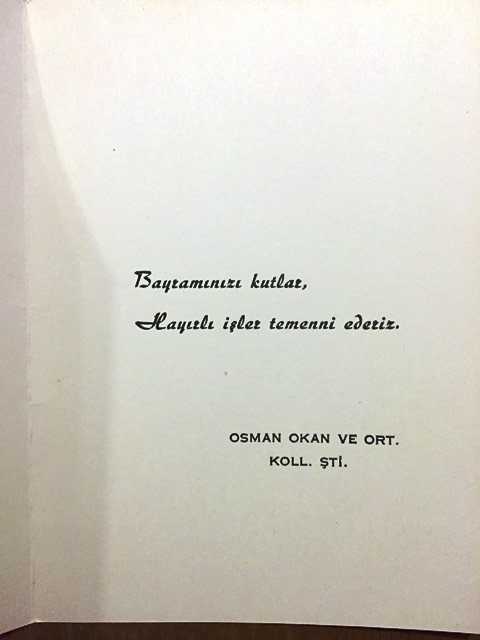 Bayramınızı kutlar,
Hayırlı işler temenni ederiz.
OSMAN OKAN VE ORT.
KOLL. ŞTİ.